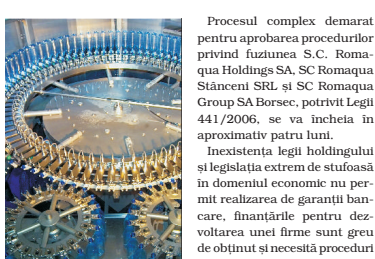 Procesul complex demarat
pentru aprobarea procedurilor
privind fuziunea S.C. Roma-
qua Holdings SA, SC Romaqua
Stânceni SRL și SC Romaqua
Group SA Borsec, potrivit Legii
441/2006, se va încheia în
aproximativ patru luni.
Inexistența legii holdingului
și legislația extrem de stufoasă
în domeniul economic nu per-
mit realizarea de garanții ban-
care, finanțările pentru dez-
voltarea unei firme sunt greu
de obținut și necesită proceduri